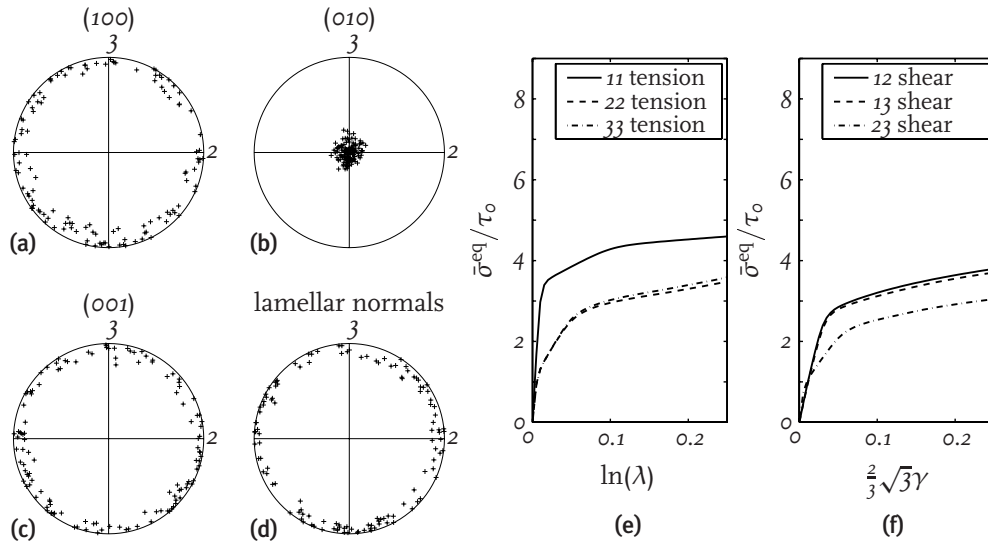 (100)
3
2
(a)
(010)
3
2
(b)
(001)
3
2
(c)
lamellar normals
3
2
(d)
11 tension
22 tension
33 tension
σ̄^eq/τ₀
8
6
4
2
0
0
0.1
0.2
ln(λ)
(e)
12 shear
13 shear
23 shear
σ̄^eq/τ₀
8
6
4
2
0
0
0.1
0.2
⅔√3γ
(f)